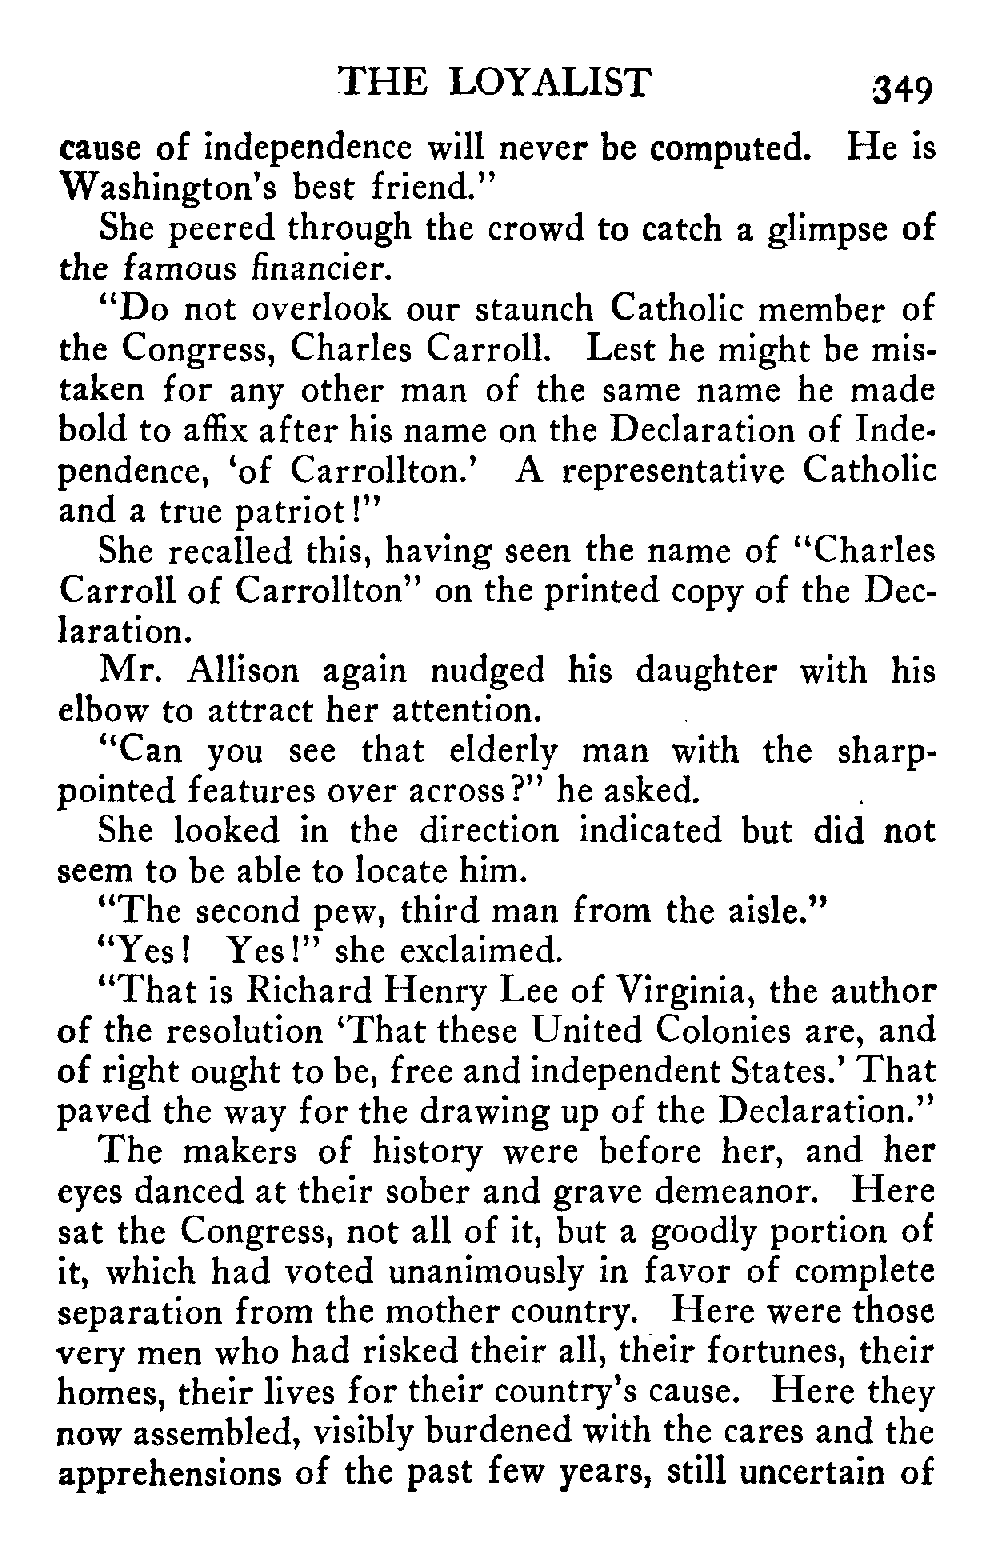 THE LOYALIST 349
cause of independence will never be computed. He is
Washington's best friend."
She peered through the crowd to catch a glimpse of
the famous financier.
"Do not overlook our staunch Catholic member of
the Congress, Charles Carroll. Lest he might be mis-
taken for any other man of the same name he made
bold to affix after his name on the Declaration of Inde-
pendence, 'of Carrollton.' A representative Catholic
and a true patriot!"
She recalled this, having seen the name of "Charles
Carroll of Carrollton" on the printed copy of the Dec-
laration.
Mr. Allison again nudged his daughter with his
elbow to attract her attention.
"Can you see that elderly man with the sharp-
pointed features over across?" he asked.
She looked in the direction indicated but did not
seem to be able to locate him.
"The second pew, third man from the aisle."
"Yes! Yes!" she exclaimed.
"That is Richard Henry Lee of Virginia, the author
of the resolution 'That these United Colonies are, and
of right ought to be, free and independent States.' That
paved the way for the drawing up of the Declaration."
The makers of history were before her, and her
eyes danced at their sober and grave demeanor. Here
sat the Congress, not all of it, but a goodly portion of
it, which had voted unanimously in favor of complete
separation from the mother country. Here were those
very men who had risked their all, their fortunes, their
homes, their lives for their country's cause. Here they
now assembled, visibly burdened with the cares and the
apprehensions of the past few years, still uncertain of